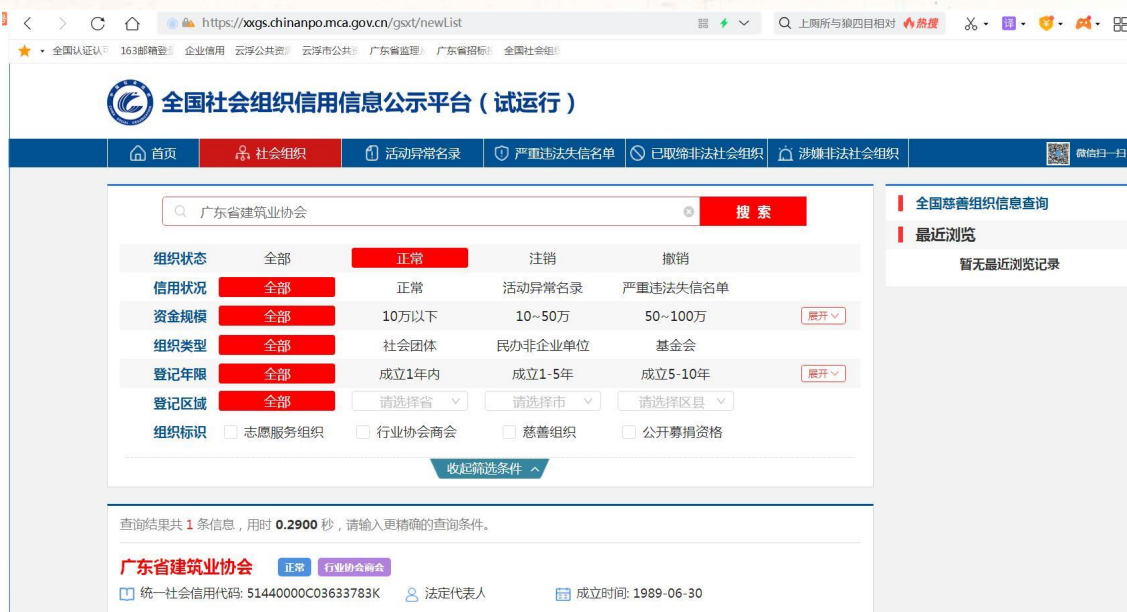 https://xxgs.chinanpo.mca.gov.cn/gsxt/newList
上厕所与狼四目相对 热搜
译
全国认证认 163邮箱登 企业信用 云浮公共资 云浮市公共 广东省监理 广东省招标 全国社会组
全国社会组织信用信息公示平台（试运行）
首页 社会组织 活动异常名录 严重违法失信名单 已取缔非法社会组织 涉嫌非法社会组织 微信扫一扫
广东省建筑业协会 搜索
全国慈善组织信息查询
最近浏览
暂无最近浏览记录
组织状态 全部 正常 注销 撤销
信用状况 全部 正常 活动异常名录 严重违法失信名单
资金规模 全部 10万以下 10~50万 50~100万 展开
组织类型 全部 社会团体 民办非企业单位 基金会
登记年限 全部 成立1年内 成立1-5年 成立5-10年 展开
登记区域 全部 请选择省 请选择市 请选择区县
组织标识 志愿服务组织 行业协会商会 慈善组织 公开募捐资格
收起筛选条件
查询结果共 1 条信息，用时 0.2900 秒，请输入更精确的查询条件。
广东省建筑业协会 正常 行业协会商会
统一社会信用代码: 51440000C03633783K 法定代表人 成立时间: 1989-06-30